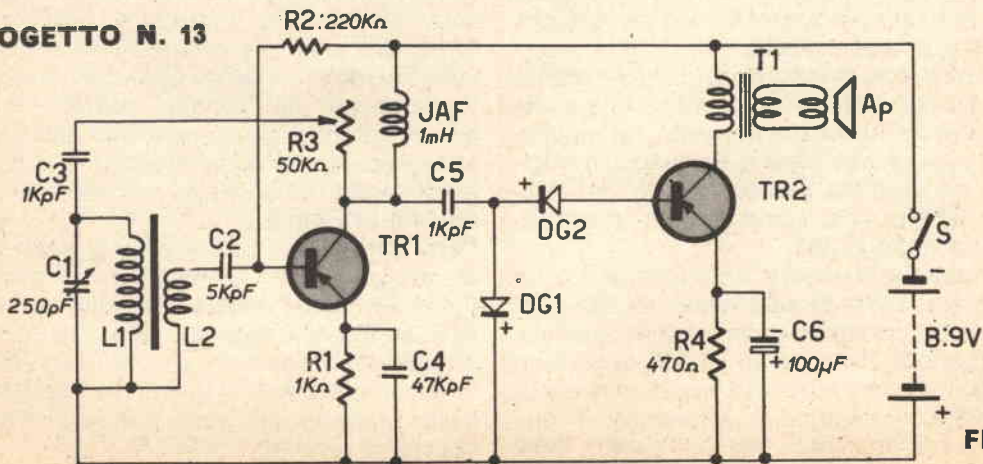 OGETTO N. 13
R2:220KΩ
T1
Ap
JAF
1mH
R3
50KΩ
C3
1KpF
C5
1KpF
TR2
C2
5KpF
TR1
DG2
S
-
C1
250pF
DG1
+
L1
L2
R1
1KΩ
C4
47KpF
R4
470Ω
-
+
C6
100µF
B:9V
+
+
FI